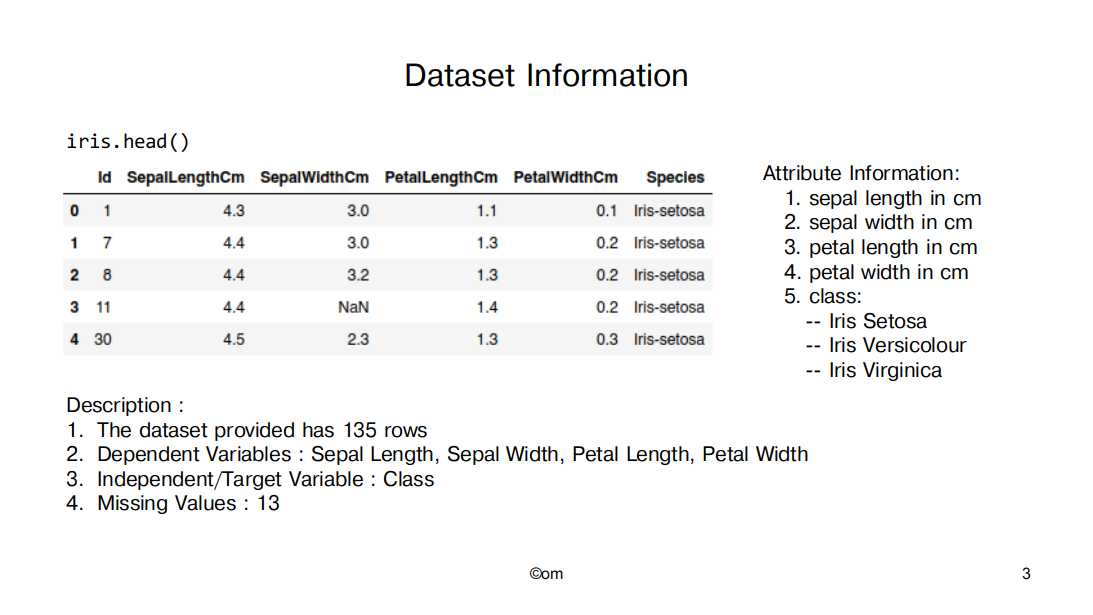 Dataset Information
iris.head()
Id SepalLengthCm SepalWidthCm PetalLengthCm PetalWidthCm Species
0 1 4.3 3.0 1.1 0.1 Iris-setosa
1 7 4.4 3.0 1.3 0.2 Iris-setosa
2 8 4.4 3.2 1.3 0.2 Iris-setosa
3 11 4.4 NaN 1.4 0.2 Iris-setosa
4 30 4.5 2.3 1.3 0.3 Iris-setosa
Attribute Information:
1. sepal length in cm
2. sepal width in cm
3. petal length in cm
4. petal width in cm
5. class:
-- Iris Setosa
-- Iris Versicolour
-- Iris Virginica
Description :
1. The dataset provided has 135 rows
2. Dependent Variables : Sepal Length, Sepal Width, Petal Length, Petal Width
3. Independent/Target Variable : Class
4. Missing Values : 13
©om
3